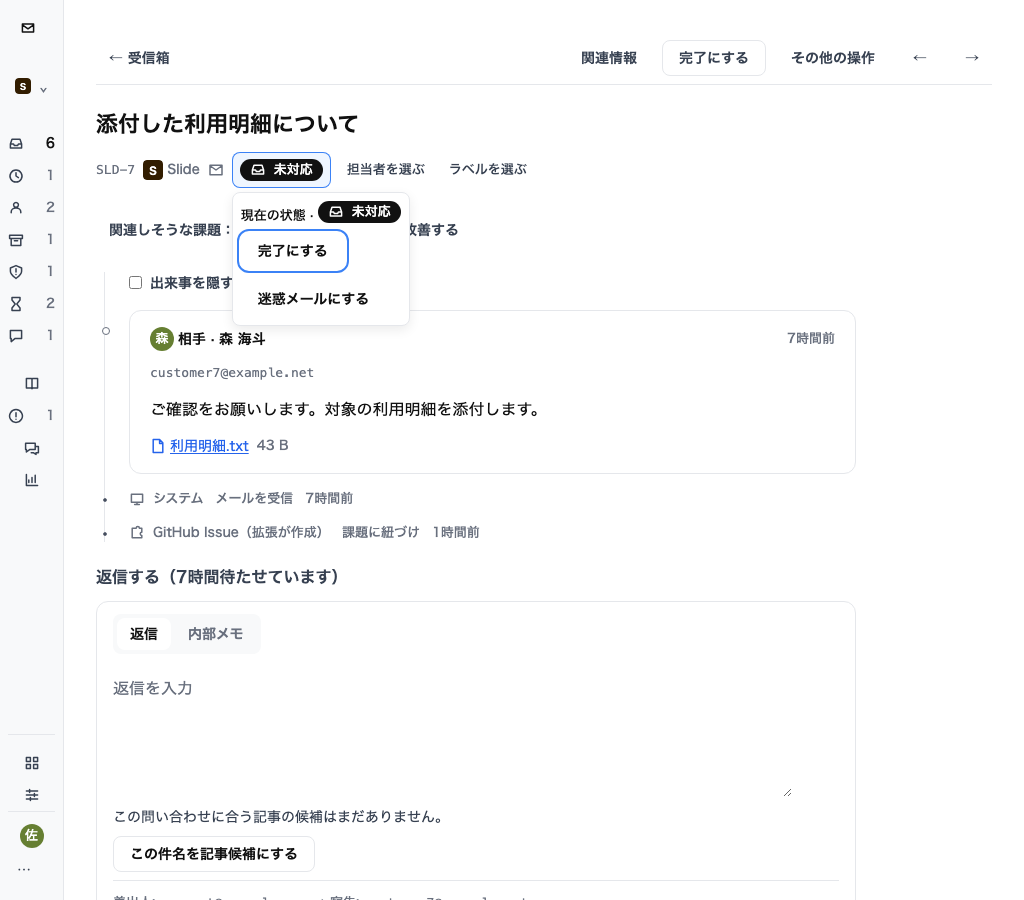 ← 受信箱 関連情報 完了にする その他の操作 ← →
S
添付した利用明細について
6
SLD-7 S Slide 未対応 担当者を選ぶ ラベルを選ぶ
1
2
現在の状態 · 未対応
関連しそうな課題： 改善する
1
完了にする
1
出来事を隠す
迷惑メールにする
2
1
森 相手 · 森 海斗 7時間前
customer7@example.net
ご確認をお願いします。対象の利用明細を添付します。
1
利用明細.txt 43 B
システム メールを受信 7時間前
GitHub Issue（拡張が作成） 課題に紐づけ 1時間前
返信する（7時間待たせています）
返信 内部メモ
返信を入力
この問い合わせに合う記事の候補はまだありません。
佐
この件名を記事候補にする
…